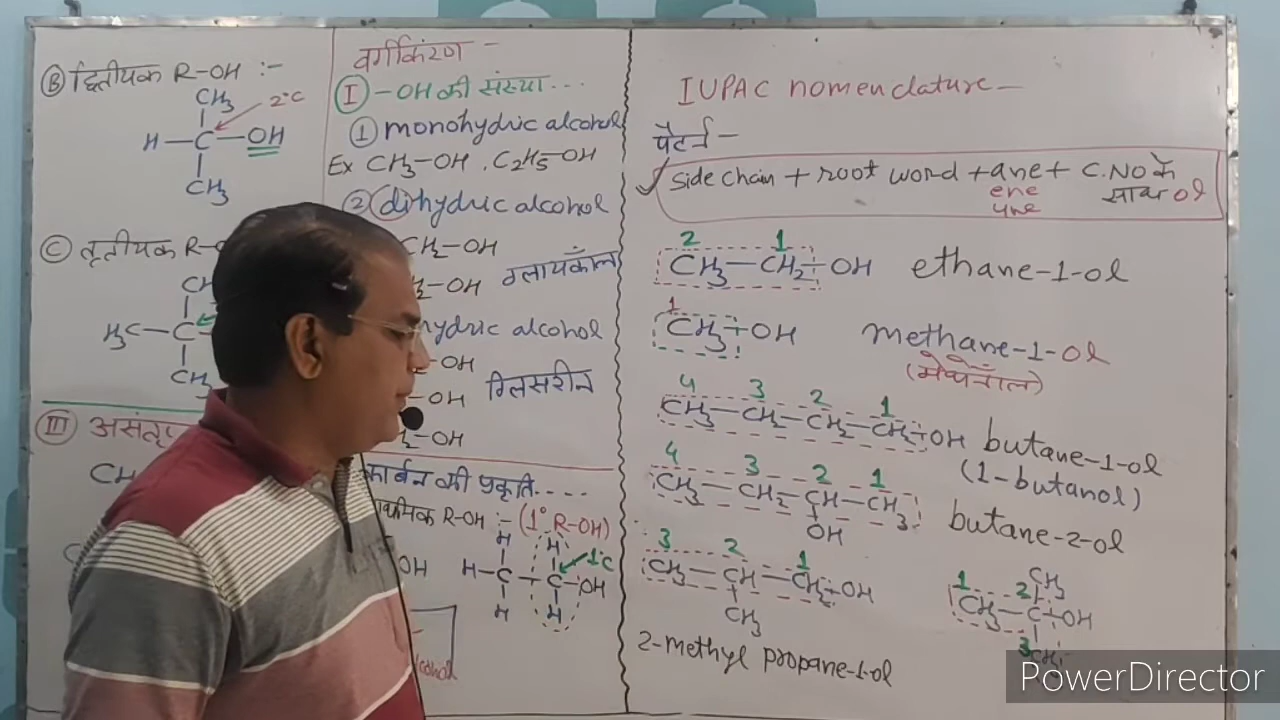 Ⓑ द्वितीयक R-OH :-
CH₃
2°C
H-C-OH
CH₃
Ⓒ तृतीयक R-
CH
H₃C-C
CH₃
Ⓘ Ⓘ Ⓘ असंतृप
CH
वर्गीकरण -
Ⓘ -OH की संख्या...
① monohydric alcohol
Ex CH₃-OH . C₂H₅-OH
② dihydric alcohol
CH₂-OH
-OH ग्लायकॉल
hydric alcohol
-OH
-OH ग्लिसरीन
-OH
कार्बन की प्रकृति....
R-OH :- (1° R-OH)
H H 1°C
H-C-C-OH
H H
OH
IUPAC nomenclature-
पैटर्न-
side chain + root word + ane + C.No के
ene साथ ol
yne
2 1
CH₃-CH₂-OH ethane-1-ol
1
CH₃-OH methane-1-ol
(मेथेनॉल)
4 3 2 1
CH₃-CH₂-CH₂-CH₂-OH butane-1-ol
(1-butanol)
4 3 2 1
CH₃-CH₂-CH-CH₃
OH butane-2-ol
3 2 1
CH₃-CH-CH₂-OH
CH₃
2-methyl propane-1-ol
CH₃
1 2
CH₃-C-OH
3
CH₃
PowerDirector